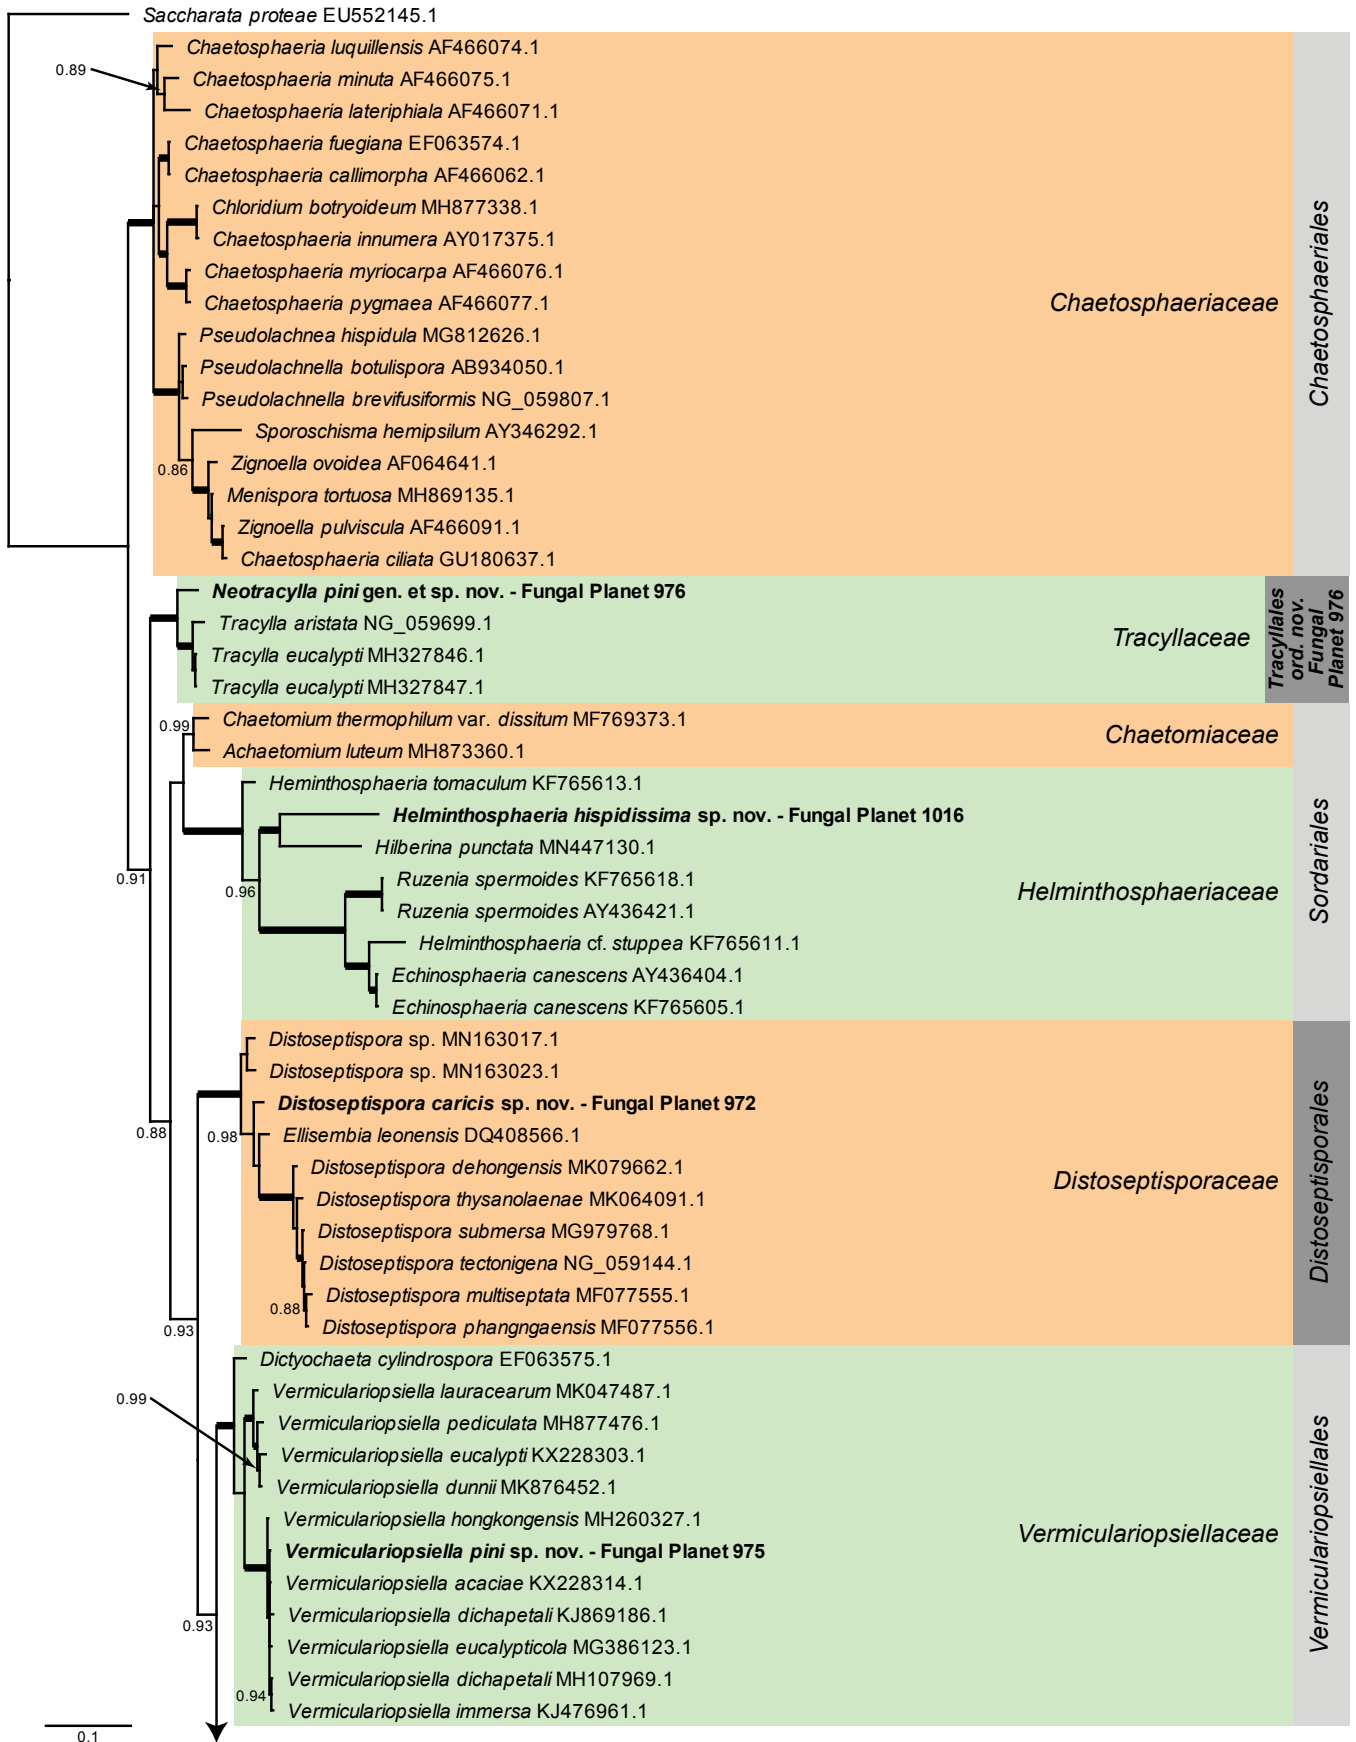 Saccharata proteae EU552145.1
Chaetosphaeria luquillensis AF466074.1
0.89
Chaetosphaeria minuta AF466075.1
Chaetosphaeria lateriphiala AF466071.1
Chaetosphaeria fuegiana EF063574.1
Chaetosphaeria callimorpha AF466062.1
Chloridium botryoideum MH877338.1
Chaetosphaeria innumera AY017375.1
Chaetosphaeria myriocarpa AF466076.1
Chaetosphaeria pygmaea AF466077.1
Chaetosphaeriaceae
Chaetosphaeriales
Pseudolachnea hispidula MG812626.1
Pseudolachnella botulispora AB934050.1
Pseudolachnella brevifusiformis NG_059807.1
Sporoschisma hemipsilum AY346292.1
0.86
Zignoella ovoidea AF064641.1
Menispora tortuosa MH869135.1
Zignoella pulviscula AF466091.1
Chaetosphaeria ciliata GU180637.1
Neotracylla pini gen. et sp. nov. - Fungal Planet 976
Tracylla aristata NG_059699.1
Tracyllaceae
Tracyllales
ord. nov.
Fungal
Planet 976
Tracylla eucalypti MH327846.1
Tracylla eucalypti MH327847.1
0.99
Chaetomium thermophilum var. dissitum MF769373.1
Chaetomiaceae
Achaetomium luteum MH873360.1
Heminthosphaeria tomaculum KF765613.1
Helminthosphaeria hispidissima sp. nov. - Fungal Planet 1016
Hilberina punctata MN447130.1
0.91
0.96
Ruzenia spermoides KF765618.1
Helminthosphaeriaceae
Sordariales
Ruzenia spermoides AY436421.1
Helminthosphaeria cf. stuppea KF765611.1
Echinosphaeria canescens AY436404.1
Echinosphaeria canescens KF765605.1
Distoseptispora sp. MN163017.1
Distoseptispora sp. MN163023.1
Distoseptispora caricis sp. nov. - Fungal Planet 972
0.88
0.98
Ellisembia leonensis DQ408566.1
Distoseptispora dehongensis MK079662.1
Distoseptisporaceae
Distoseptisporales
Distoseptispora thysanolaenae MK064091.1
Distoseptispora submersa MG979768.1
Distoseptispora tectonigena NG_059144.1
Distoseptispora multiseptata MF077555.1
0.88
Distoseptispora phangngaensis MF077556.1
0.93
Dictyochaeta cylindrospora EF063575.1
Vermiculariopsiella lauracearum MK047487.1
0.99
Vermiculariopsiella pediculata MH877476.1
Vermiculariopsiella eucalypti KX228303.1
Vermiculariopsiella dunnii MK876452.1
Vermiculariopsiella hongkongensis MH260327.1
Vermiculariopsiellaceae
Vermiculariopsiellales
Vermiculariopsiella pini sp. nov. - Fungal Planet 975
Vermiculariopsiella acaciae KX228314.1
Vermiculariopsiella dichapetali KJ869186.1
0.93
Vermiculariopsiella eucalypticola MG386123.1
Vermiculariopsiella dichapetali MH107969.1
0.94
Vermiculariopsiella immersa KJ476961.1
0.1